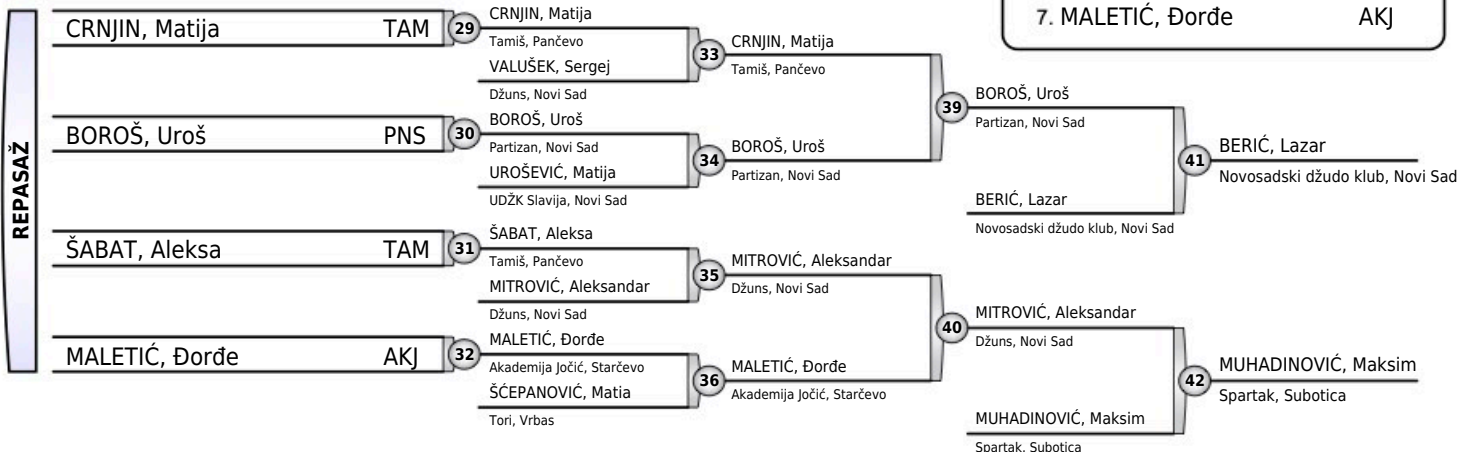 7. MALETIĆ, Đorđe AKJ
REPASAŽ
CRNJIN, Matija TAM
29
CRNJIN, Matija
Tamiš, Pančevo
VALUŠEK, Sergej
Džuns, Novi Sad
33
CRNJIN, Matija
Tamiš, Pančevo
BOROŠ, Uroš PNS
30
BOROŠ, Uroš
Partizan, Novi Sad
UROŠEVIĆ, Matija
UDŽK Slavija, Novi Sad
34
BOROŠ, Uroš
Partizan, Novi Sad
39
BOROŠ, Uroš
Partizan, Novi Sad
BERIĆ, Lazar
Novosadski džudo klub, Novi Sad
41
BERIĆ, Lazar
Novosadski džudo klub, Novi Sad
ŠABAT, Aleksa TAM
31
ŠABAT, Aleksa
Tamiš, Pančevo
MITROVIĆ, Aleksandar
Džuns, Novi Sad
35
MITROVIĆ, Aleksandar
Džuns, Novi Sad
MALETIĆ, Đorđe AKJ
32
MALETIĆ, Đorđe
Akademija Jočić, Starčevo
ŠĆEPANOVIĆ, Matia
Tori, Vrbas
36
MALETIĆ, Đorđe
Akademija Jočić, Starčevo
40
MITROVIĆ, Aleksandar
Džuns, Novi Sad
MUHADINOVIĆ, Maksim
Spartak, Subotica
42
MUHADINOVIĆ, Maksim
Spartak, Subotica